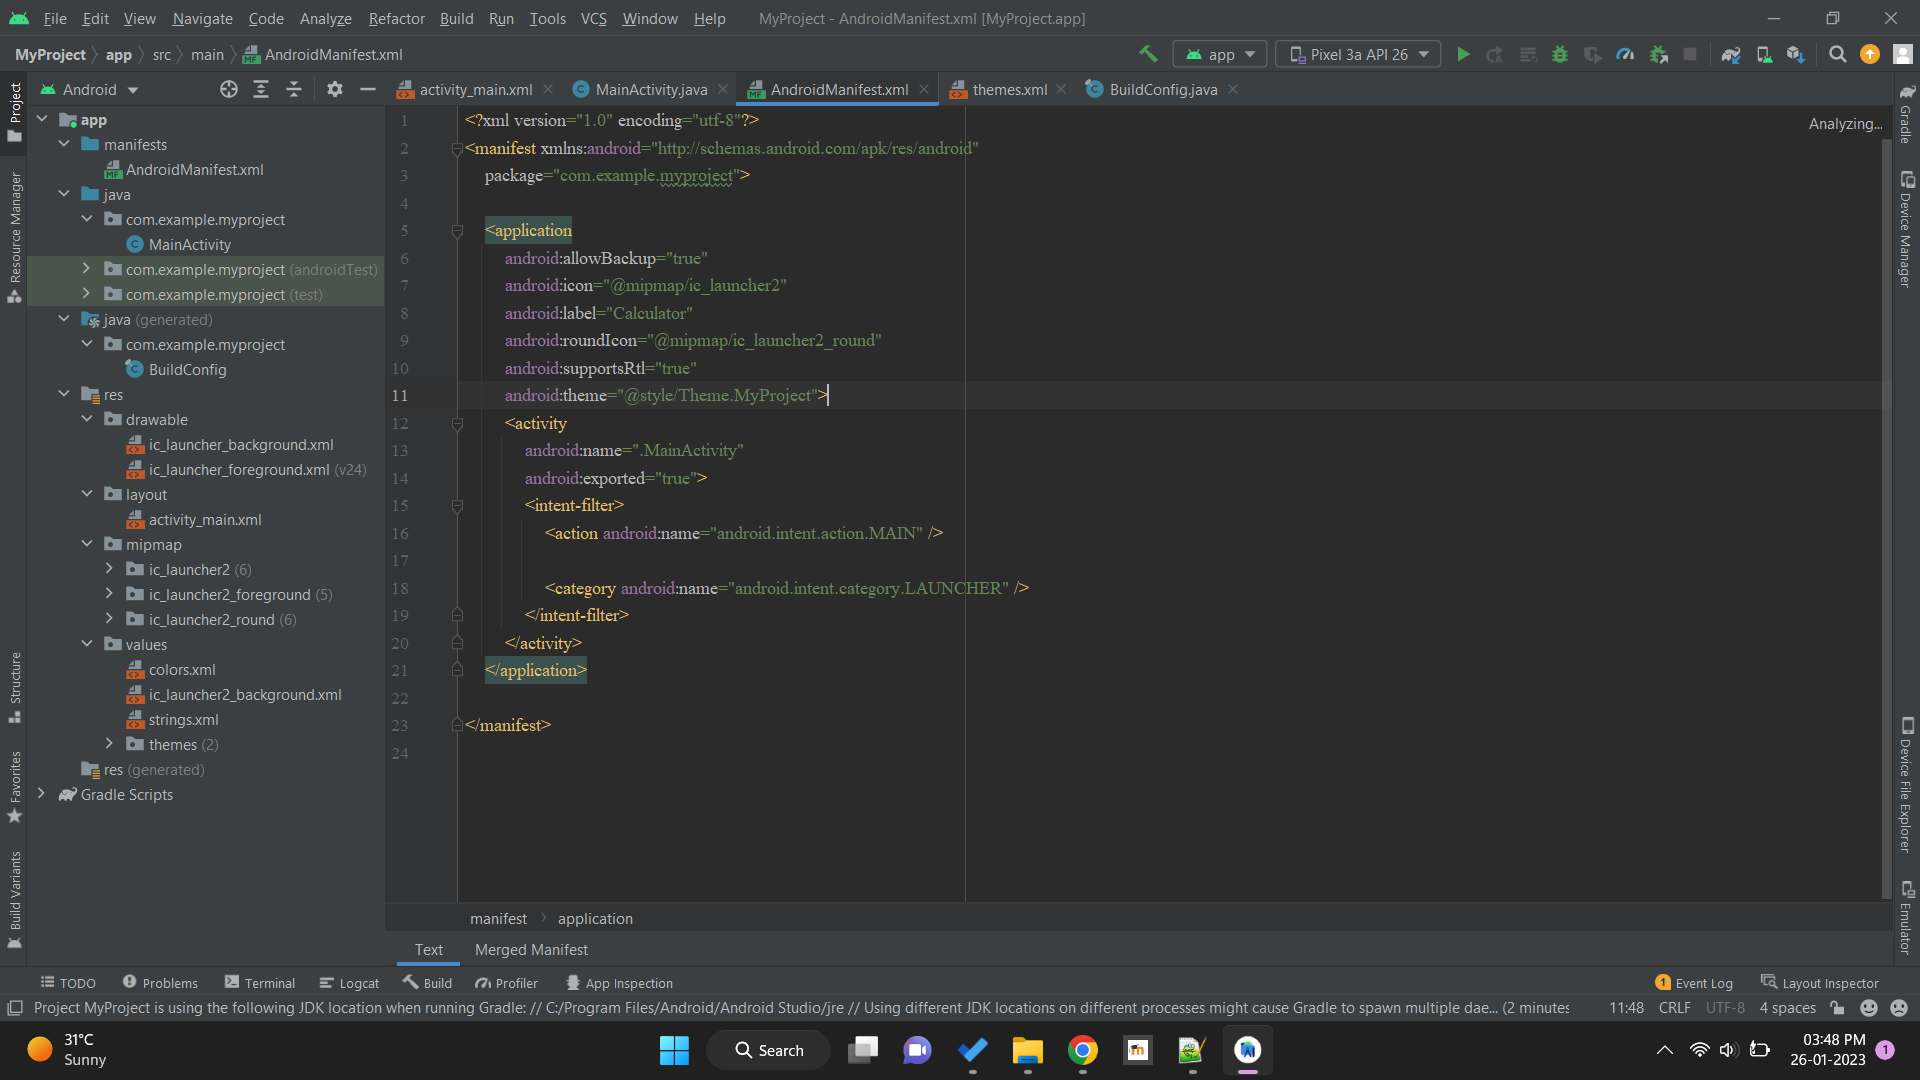 File Edit View Navigate Code Analyze Refactor Build Run Tools VCS Window Help MyProject - AndroidManifest.xml [MyProject.app]
MyProject app src main AndroidManifest.xml app Pixel 3a API 26
Android activity_main.xml MainActivity.java AndroidManifest.xml themes.xml BuildConfig.java
Project
Resource Manager
Structure
Favorites
Build Variants
app
manifests
AndroidManifest.xml
java
com.example.myproject
MainActivity
com.example.myproject (androidTest)
com.example.myproject (test)
java (generated)
com.example.myproject
BuildConfig
res
drawable
ic_launcher_background.xml
ic_launcher_foreground.xml (v24)
layout
activity_main.xml
mipmap
ic_launcher2 (6)
ic_launcher2_foreground (5)
ic_launcher2_round (6)
values
colors.xml
ic_launcher2_background.xml
strings.xml
themes (2)
res (generated)
Gradle Scripts
1 <?xml version="1.0" encoding="utf-8"?>
2 <manifest xmlns:android="http://schemas.android.com/apk/res/android"
3 package="com.example.myproject">
4
5 <application
6 android:allowBackup="true"
7 android:icon="@mipmap/ic_launcher2"
8 android:label="Calculator"
9 android:roundIcon="@mipmap/ic_launcher2_round"
10 android:supportsRtl="true"
11 android:theme="@style/Theme.MyProject">
12 <activity
13 android:name=".MainActivity"
14 android:exported="true">
15 <intent-filter>
16 <action android:name="android.intent.action.MAIN" />
17
18 <category android:name="android.intent.category.LAUNCHER" />
19 </intent-filter>
20 </activity>
21 </application>
22
23 </manifest>
24
Analyzing...
Gradle
Device Manager
Device File Explorer
Emulator
manifest application
Text Merged Manifest
TODO Problems Terminal Logcat Build Profiler App Inspection 1 Event Log Layout Inspector
Project MyProject is using the following JDK location when running Gradle: // C:/Program Files/Android/Android Studio/jre // Using different JDK locations on different processes might cause Gradle to spawn multiple dae... (2 minutes 11:48 CRLF UTF-8 4 spaces
31°C
Sunny
Search
03:48 PM
26-01-2023
1